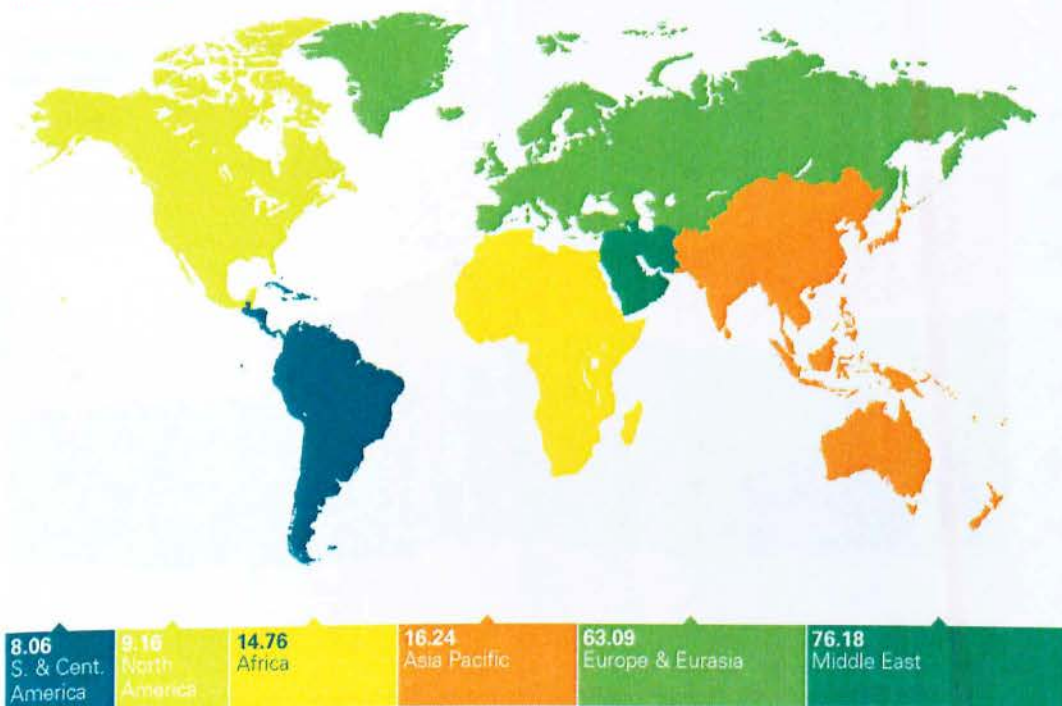 8.06
S. & Cent.
America
9.16
North
America
14.76
Africa
16.24
Asia Pacific
63.09
Europe & Eurasia
76.18
Middle East